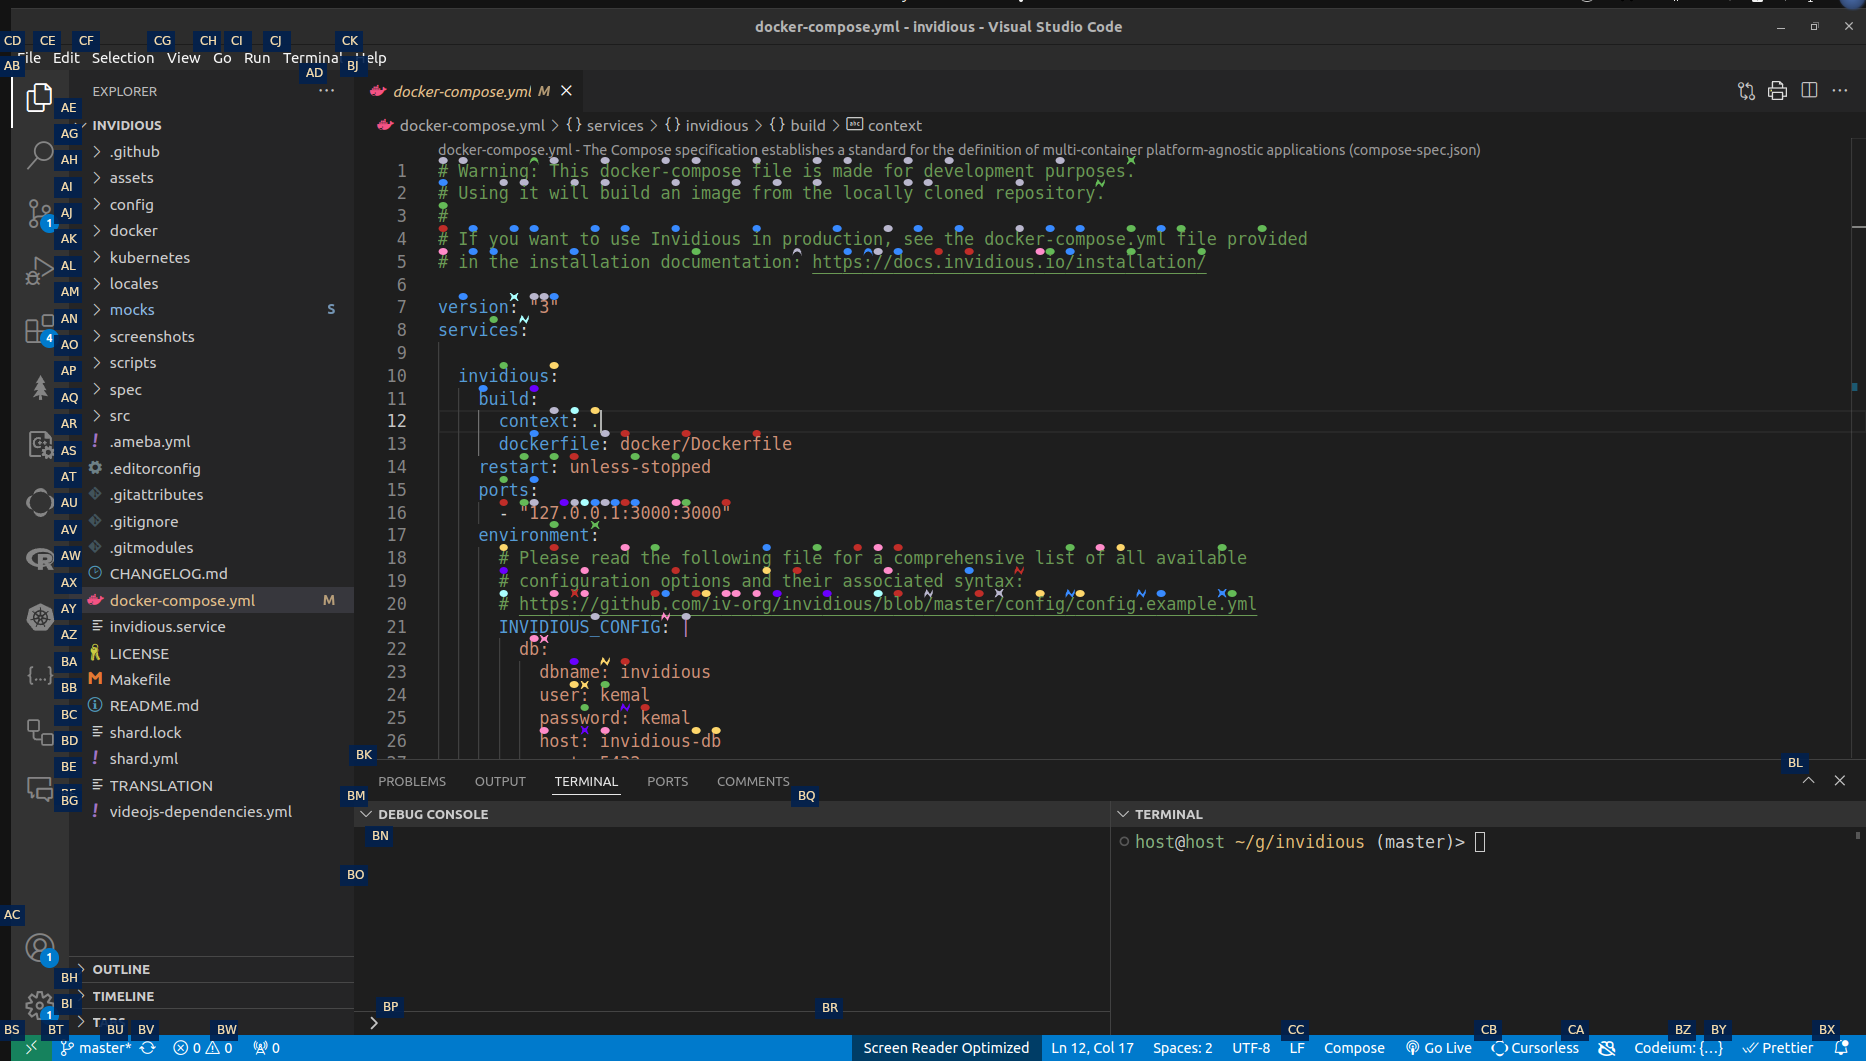 docker-compose.yml - invidious - Visual Studio Code
CD CE CF CG CH CI CJ CK
File Edit Selection View Go Run Terminal Help
AB AD BJ
EXPLORER ···
docker-compose.yml M
AE
INVIDIOUS
AG
.github
AH
assets
AI
config
AJ
1
docker
AK
kubernetes
AL
locales
AM
mocks S
AN
screenshots
4
AO
scripts
AP
spec
AQ
src
AR
! .ameba.yml
AS
.editorconfig
AT
.gitattributes
AU
.gitignore
AV
.gitmodules
AW
CHANGELOG.md
AX
docker-compose.yml M
AY
invidious.service
AZ
LICENSE
BA
Makefile
BB
README.md
BC
shard.lock
BD
! shard.yml
BE
TRANSLATION
BG
! videojs-dependencies.yml
AC
1
OUTLINE
BH
TIMELINE
BI
1
docker-compose.yml > {} services > {} invidious > {} build > abc context
docker-compose.yml - The Compose specification establishes a standard for the definition of multi-container platform-agnostic applications (compose-spec.json)
1 # Warning: This docker-compose file is made for development purposes.
2 # Using it will build an image from the locally cloned repository.
3 #
4 # If you want to use Invidious in production, see the docker-compose.yml file provided
5 # in the installation documentation: https://docs.invidious.io/installation/
6
7 version: "3"
8 services:
9
10 invidious:
11 build:
12 context: .
13 dockerfile: docker/Dockerfile
14 restart: unless-stopped
15 ports:
16 - "127.0.0.1:3000:3000"
17 environment:
18 # Please read the following file for a comprehensive list of all available
19 # configuration options and their associated syntax:
20 # https://github.com/iv-org/invidious/blob/master/config/config.example.yml
21 INVIDIOUS_CONFIG: |
22 db:
23 dbname: invidious
24 user: kemal
25 password: kemal
26 host: invidious-db
BK BL
PROBLEMS OUTPUT TERMINAL PORTS COMMENTS
BM BQ
DEBUG CONSOLE
BN
BO
BP BR
TERMINAL
host@host ~/g/invidious (master)>
BS BT BU BV BW CC CB CA BZ BY BX
master* 0 0 0 Screen Reader Optimized Ln 12, Col 17 Spaces: 2 UTF-8 LF Compose Go Live Cursorless Codeium: {...} Prettier